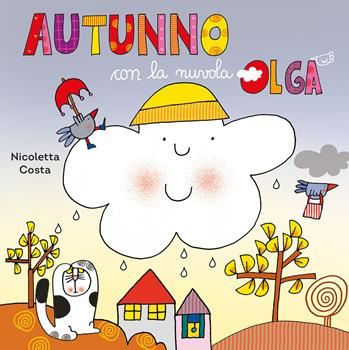 AUTUNNO
con la nuvola OLGA
Nicoletta
Costa